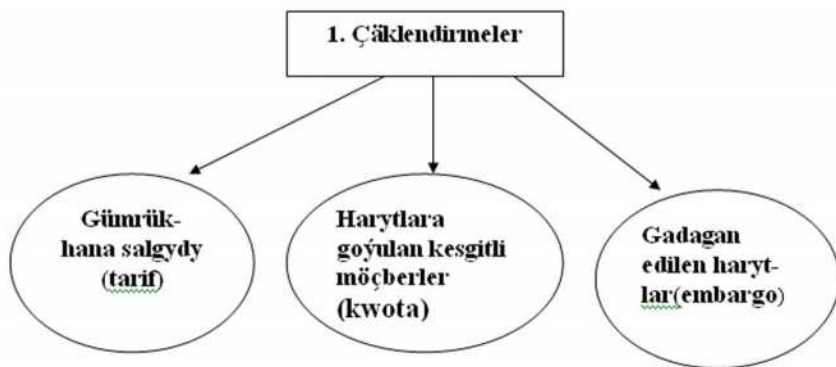 1. Çäklendirmeler
Gümrük-
hana salgydy
(tarif)
Harytlara
goýulan kesgitli
möçberler
(kwota)
Gadagan
edilen haryt-
lar(embargo)